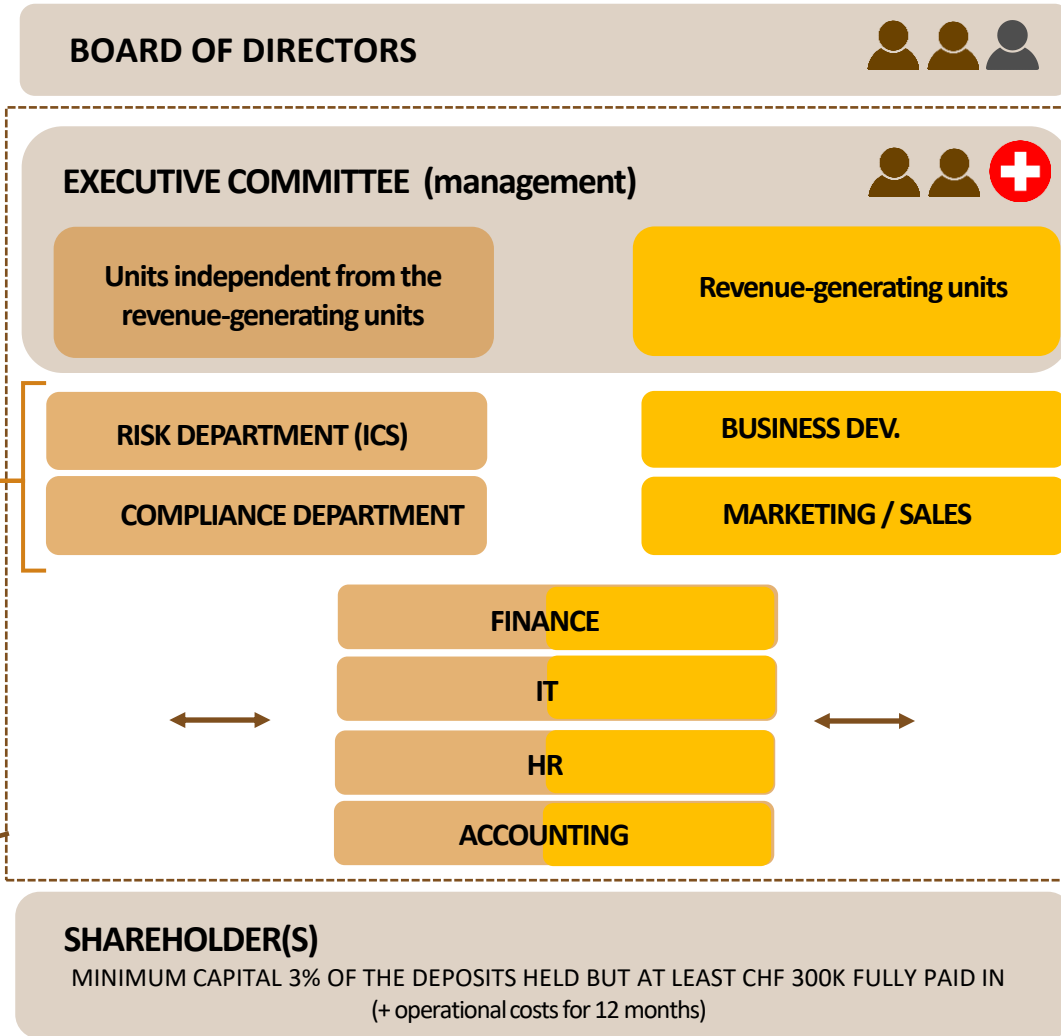 BOARD OF DIRECTORS
EXECUTIVE COMMITTEE (management)
Units independent from the
revenue-generating units
Revenue-generating units
RISK DEPARTMENT (ICS)
BUSINESS DEV.
COMPLIANCE DEPARTMENT
MARKETING / SALES
FINANCE
IT
HR
ACCOUNTING
SHAREHOLDER(S)
MINIMUM CAPITAL 3% OF THE DEPOSITS HELD BUT AT LEAST CHF 300K FULLY PAID IN
(+ operational costs for 12 months)